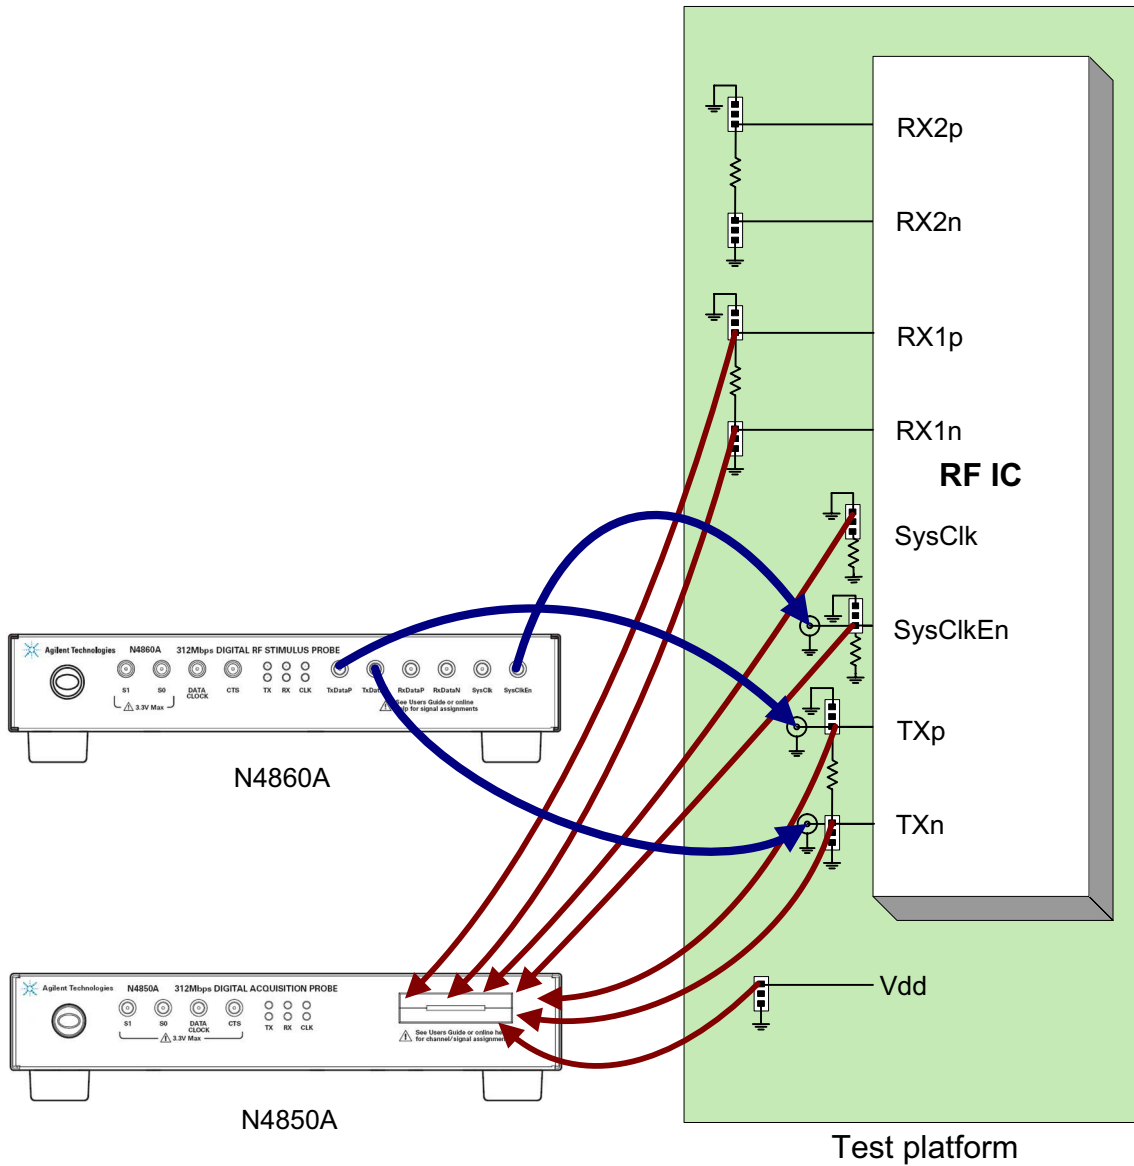 RX2p
RX2n
RX1p
RX1n
RF IC
SysClk
SysClkEn
TXp
TXn
Vdd
Test platform
Agilent Technologies N4860A 312Mbps DIGITAL RF STIMULUS PROBE
S1 S0 DATA CLOCK CTS TX RX CLK TxDataP RxDataP RxDataN SysClk SysClkEn
3.3V Max
See Users Guide or online
for signal assignments
N4860A
Agilent Technologies N4850A 312Mbps DIGITAL ACQUISITION PROBE
S1 S0 DATA CLOCK CTS TX RX CLK
3.3V Max
See Users Guide or online
for channel/signal
N4850A